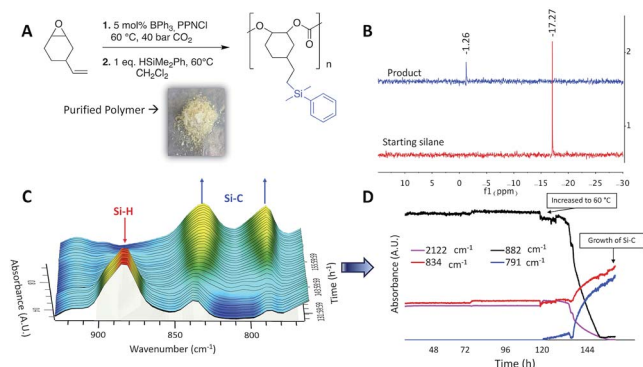 A
O
1. 5 mol% BPh3, PPNCl
60 °C, 40 bar CO2
2. 1 eq. HSiMe2Ph, 60°C
CH2Cl2
O
O
O
n
Si
Purified Polymer →
B
-1.26
-17.27
Product
Starting silane
2
1
10 5 0 -5 -10 -15 -20 -25 -30
f1 (ppm)
C
Si-H
Si-C
Absorbance (A.U.)
900 850 800
Wavenumber (cm-1)
Time (h)
D
Increased to 60 °C
Growth of Si-C
2122 cm-1
882 cm-1
834 cm-1
791 cm-1
Absorbance (A.U.)
48 72 96 120 144
Time (h)